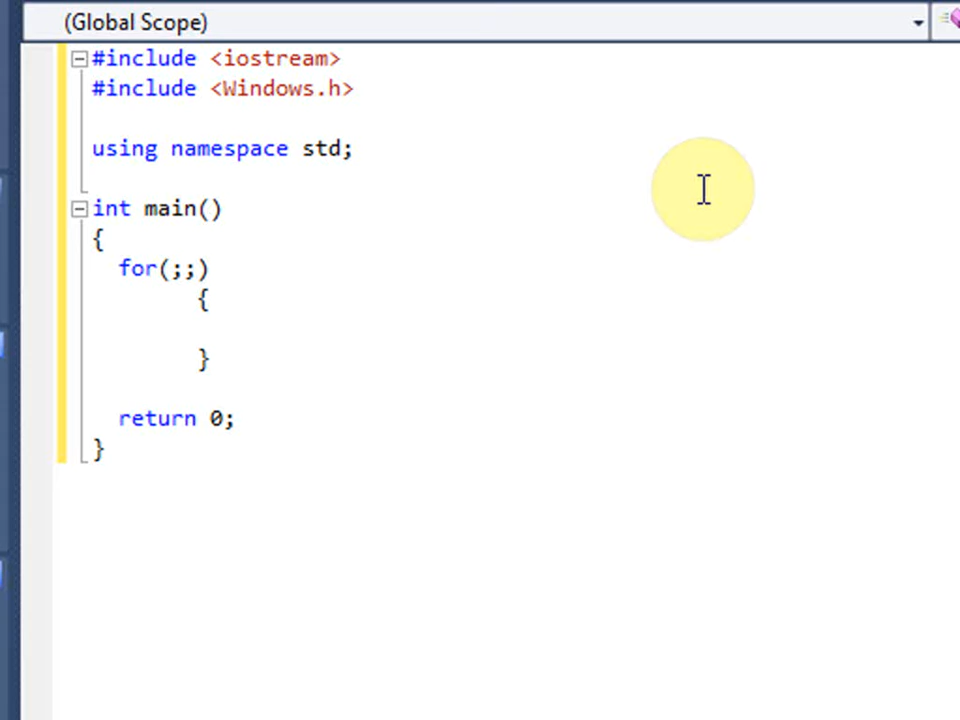 (Global Scope)
#include <iostream>
#include <Windows.h>
using namespace std;
int main()
{
for(;;)
{
}
return 0;
}